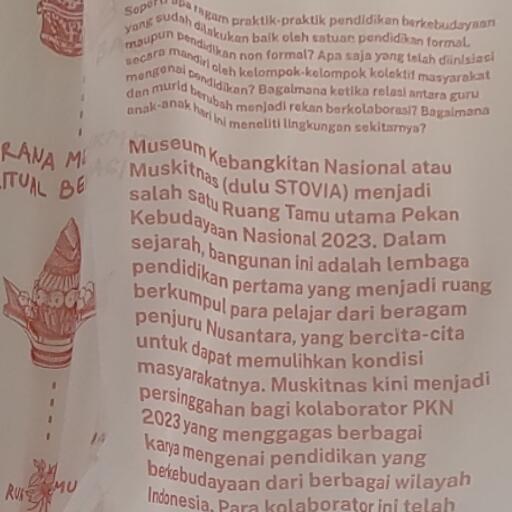 Seperti apa ragam praktik-praktik pendidikan berkebudayaan
yang sudah dilakukan baik oleh satuan pendidikan formal,
maupun pendidikan non formal? Apa saja yang telah diinisiasi
secara mandiri oleh kelompok-kelompok kolektif masyarakat
mengenai pendidikan? Bagaimana ketika relasi antara guru
dan murid berubah menjadi rekan berkolaborasi? Bagaimana
anak-anak hari ini meneliti lingkungan sekitarnya?
Museum Kebangkitan Nasional atau
Muskitnas (dulu STOVIA) menjadi
salah satu Ruang Tamu utama Pekan
Kebudayaan Nasional 2023. Dalam
sejarah, bangunan ini adalah lembaga
pendidikan pertama yang menjadi ruang
berkumpul para pelajar dari beragam
penjuru Nusantara, yang bercita-cita
untuk dapat memulihkan kondisi
masyarakatnya. Muskitnas kini menjadi
persinggahan bagi kolaborator PKN
2023 yang menggagas berbagai
karya mengenai pendidikan yang
berkebudayaan dari berbagai wilayah
Indonesia. Para kolaborator ini telah
RANA
ITUAL